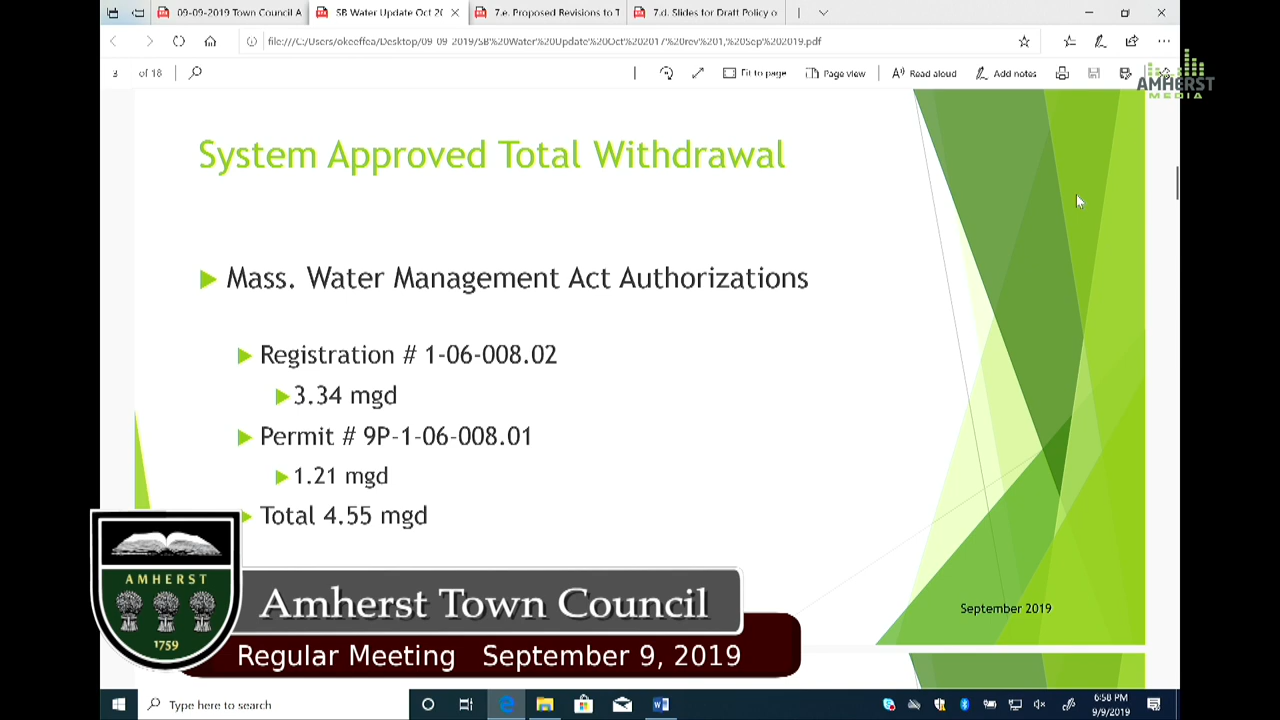 09-09-2019 Town Council A
SB Water Update Oct 20
7.e. Proposed Revisions to T
7.d. Slides for Draft Policy o
file:///C:/Users/okeeffea/Desktop/09-09-2019/SB%20Water%20Update%20Oct%202017%20rev%201,%20Sep%202019.pdf
3 of 18
Fit to page
Page view
Read aloud
Add notes
AMHERST
MEDIA
System Approved Total Withdrawal
Mass. Water Management Act Authorizations
Registration # 1-06-008.02
3.34 mgd
Permit # 9P-1-06-008.01
1.21 mgd
Total 4.55 mgd
September 2019
AMHERST
1759
Amherst Town Council
Regular Meeting September 9, 2019
Type here to search
6:58 PM
9/9/2019